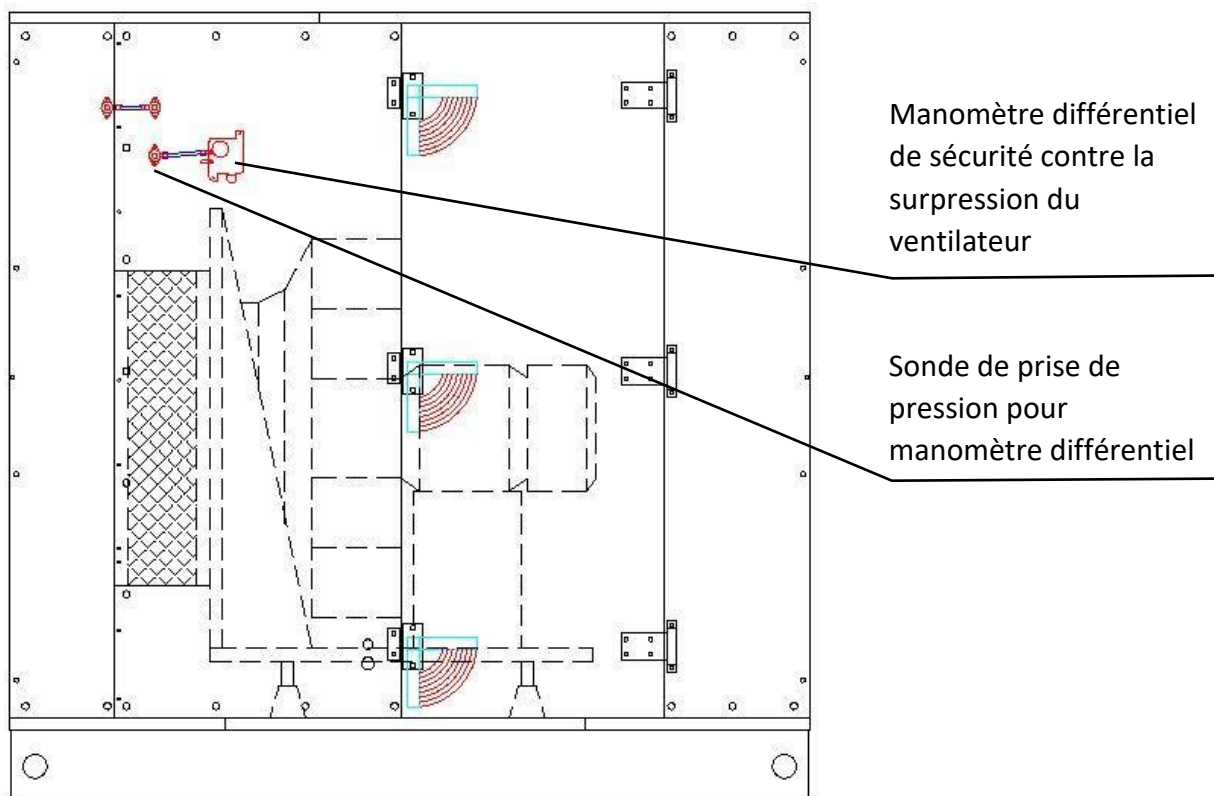 Manomètre différentiel
de sécurité contre la
surpression du
ventilateur
Sonde de prise de
pression pour
manomètre différentiel